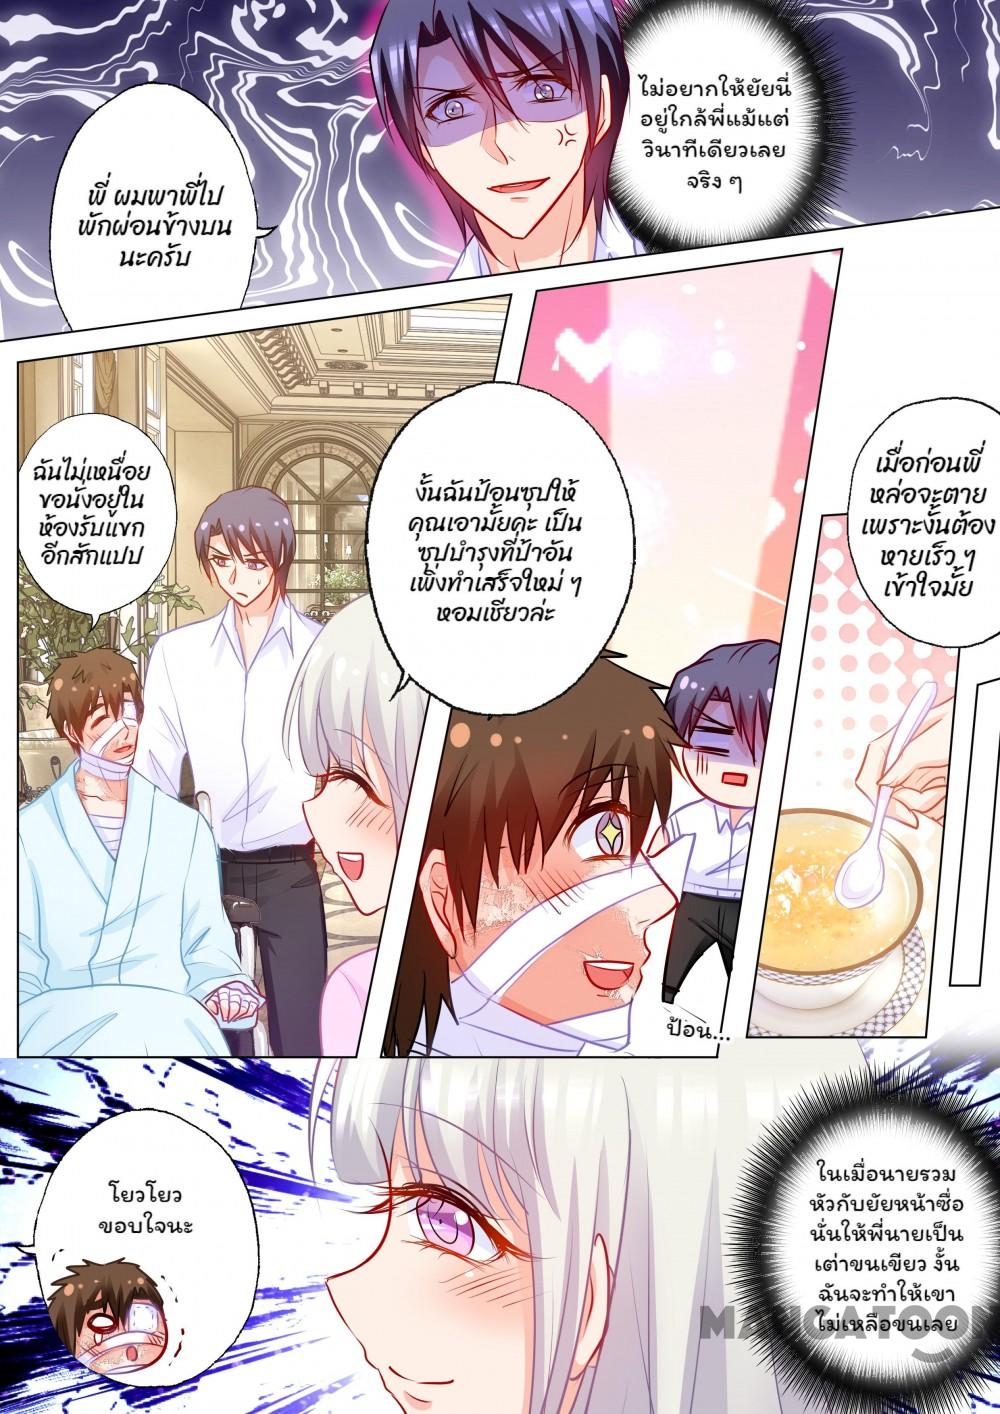 ไม่อยากให้ยัยนี่
อยู่ใกล้พี่แม้แต่
วินาทีเดียวเลย
จริง ๆ
พี่ ผมพาพี่ไป
พักผ่อนข้างบน
นะครับ
ฉันไม่เหนื่อย
ขอนั่งอยู่ใน
ห้องรับแขก
อีกสักแปป
งั้นฉันป้อนซุปให้
คุณเอามั้ยคะ เป็น
ซุปบำรุงที่ป้าอัน
เพิ่งทำเสร็จใหม่ ๆ
หอมเชียวล่ะ
เมื่อก่อนพี่
หล่อจะตาย
เพราะงั้นต้อง
หายเร็ว ๆ
เข้าใจมั้ย
ป้อน...
โยวโยว
ขอบใจนะ
ในเมื่อนายรวม
หัวกับยัยหน้าซื่อ
นั่นให้พี่นายเป็น
เต่าขนเขียว งั้น
ฉันจะทำให้เขา
ไม่เหลือขนเลย
MANGATOON